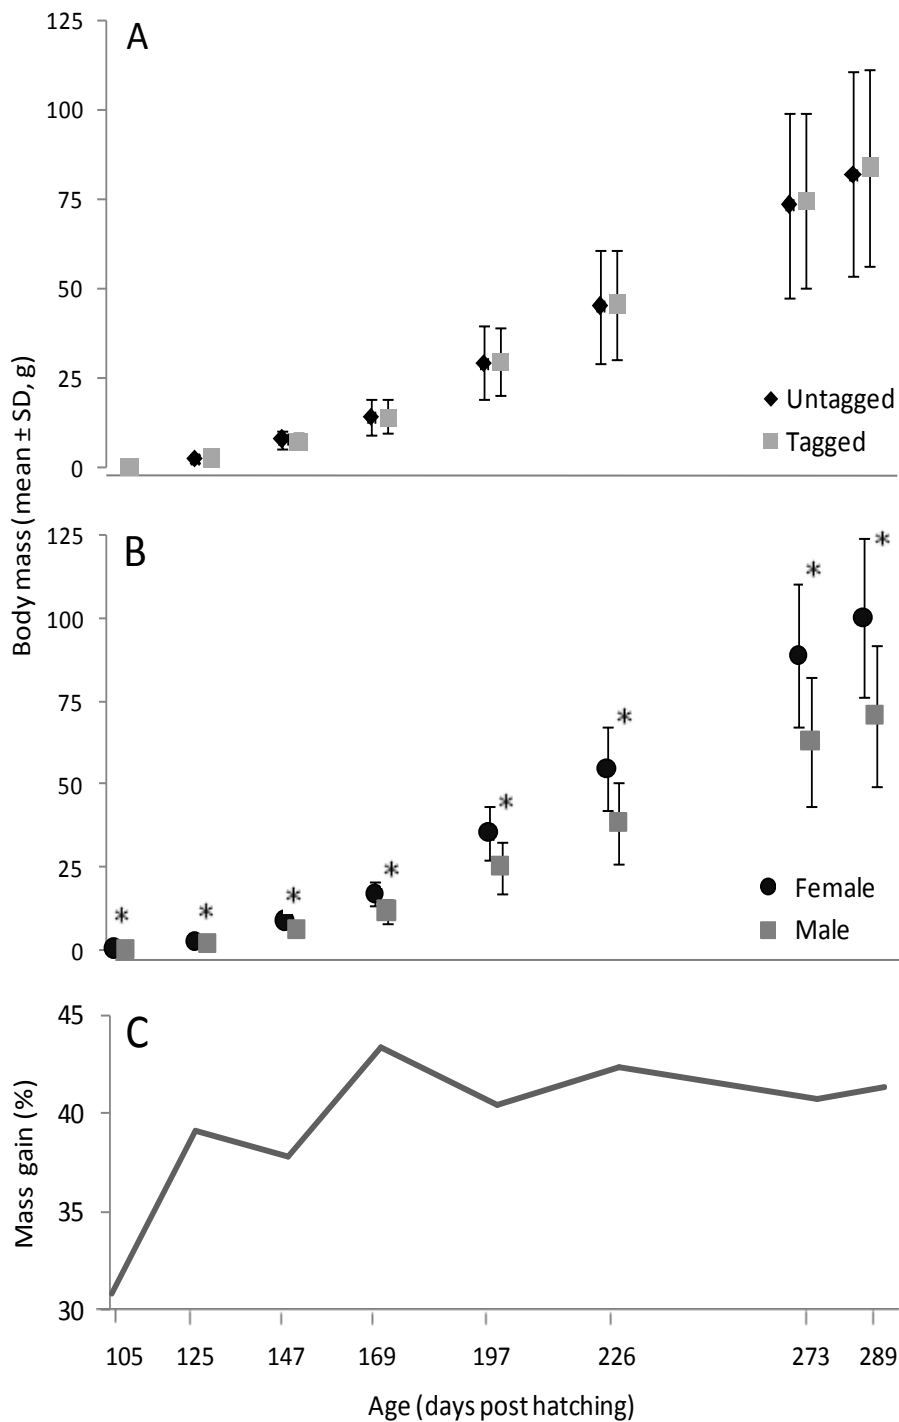 125
A
100
75
50
25
0
Untagged
Tagged
Body mass (mean ± SD, g)
125
B
100
75
50
25
0
* * * * * * * *
Female
Male
45
C
40
35
30
Mass gain (%)
105 125 147 169 197 226 273 289
Age (days post hatching)